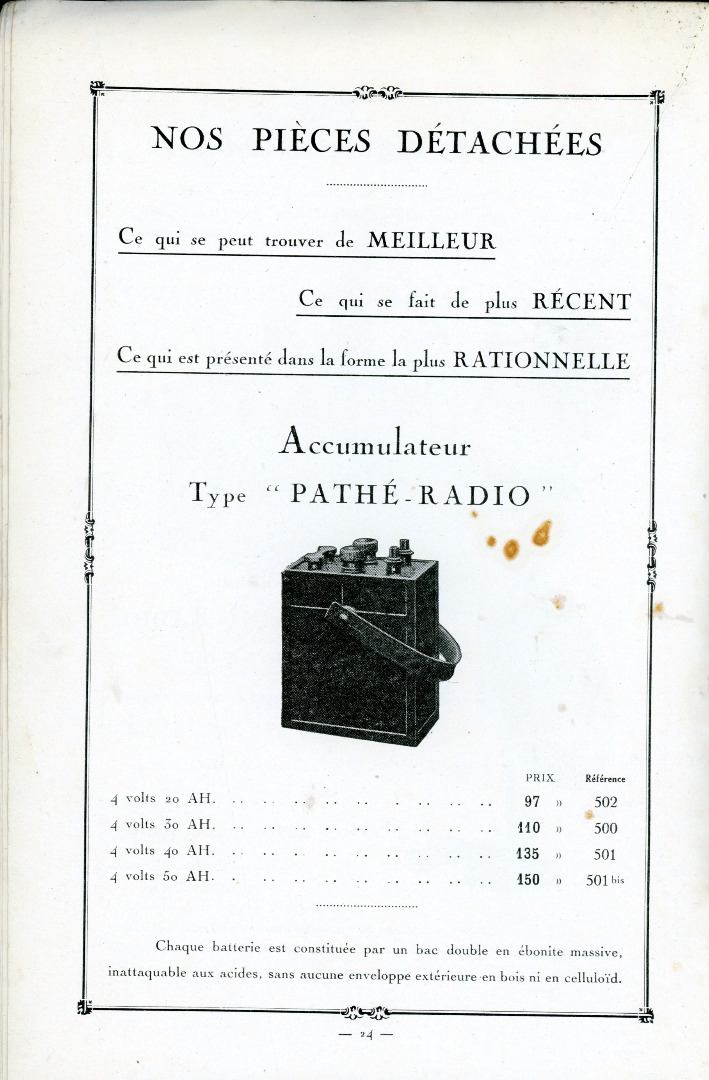 NOS PIÈCES DÉTACHÉES
Ce qui se peut trouver de MEILLEUR
Ce qui se fait de plus RÉCENT
Ce qui est présenté dans la forme la plus RATIONNELLE
Accumulateur
Type “ PATHÉ-RADIO ”
PRIX Référence
4 volts 20 AH. . . . . . . . . . . . 97 » 502
4 volts 30 AH. . . . . . . . . . . . 110 » 500
4 volts 40 AH. . . . . . . . . . . . 135 » 501
4 volts 50 AH. . . . . . . . . . . 150 » 501 bis
Chaque batterie est constituée par un bac double en ébonite massive,
inattaquable aux acides, sans aucune enveloppe extérieure en bois ni en celluloïd.
— 24 —